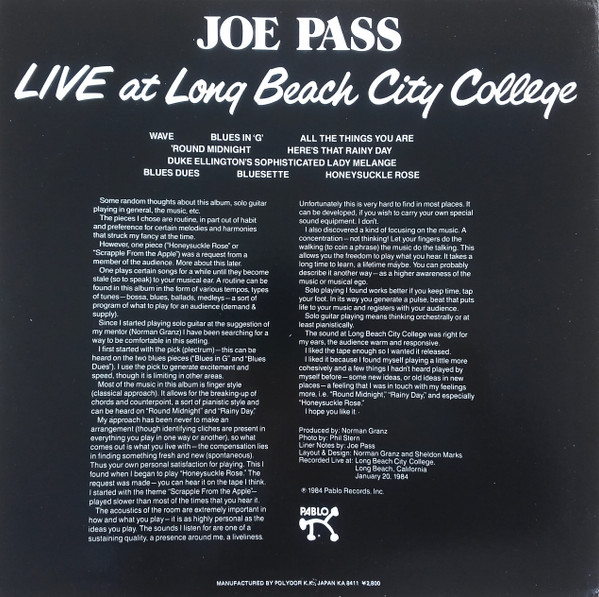 JOE PASS
LIVE at Long Beach City College
WAVE BLUES IN 'G' ALL THE THINGS YOU ARE
'ROUND MIDNIGHT HERE'S THAT RAINY DAY
DUKE ELLINGTON'S SOPHISTICATED LADY MELANGE
BLUES DUES BLUESETTE HONEYSUCKLE ROSE
Some random thoughts about this album, solo guitar
playing in general, the music, etc.
The pieces I chose are routine, in part out of habit
and preference for certain melodies and harmonies
that struck my fancy at the time.
However, one piece ("Honeysuckle Rose" or
"Scrapple From the Apple") was a request from a
member of the audience. More about this later.
One plays certain songs for a while until they become
stale (so to speak) to your musical ear. A routine can be
found in this album in the form of various tempos, types
of tunes—bossa, blues, ballads, medleys—a sort of
program of what to play for an audience (demand &
supply).
Since I started playing solo guitar at the suggestion of
my mentor (Norman Granz) I have been searching for a
way to be comfortable in this setting.
I first started with the pick (plectrum)—this can be
heard on the two blues pieces ("Blues in G" and "Blues
Dues"). I use the pick to generate excitement and
speed, though it is limiting in other areas.
Most of the music in this album is finger style
(classical approach). It allows for the breaking-up of
chords and counterpoint, a sort of pianistic style and
can be heard on "Round Midnight" and "Rainy Day."
My approach has been never to make an
arrangement (though identifying cliches are present in
everything you play in one way or another), so what
comes out is what you live with—the compensation lies
in finding something fresh and new (spontaneous).
Thus your own personal satisfaction for playing. This I
found when I began to play "Honeysuckle Rose." The
request was made—you can hear it on the tape I think.
I started with the theme "Scrapple From the Apple"—
played slower than most of the times that you hear it.
The acoustics of the room are extremely important in
how and what you play—it is as highly personal as the
ideas you play. The sounds I listen for are one of a
sustaining quality, a presence around me, a liveliness.
Unfortunately this is very hard to find in most places. It
can be developed, if you wish to carry your own special
sound equipment. I don't.
I also discovered a kind of focusing on the music. A
concentration—not thinking! Let your fingers do the
walking (to coin a phrase) the music do the talking. This
allows you the freedom to play what you hear. It takes a
long time to learn, a lifetime maybe. You can probably
describe it another way—as a higher awareness of the
music or musical ego.
Solo playing I found works better if you keep time, tap
your foot. In its way you generate a pulse, beat that puts
life to your music and registers with your audience.
Solo guitar playing means thinking orchestrally or at
least pianistically.
The sound at Long Beach City College was right for
my ears, the audience warm and responsive.
I liked the tape enough so I wanted it released.
I liked it because I found myself playing a little more
cohesively and a few things I hadn't heard played by
myself before—some new ideas, or old ideas in new
places—a feeling that I was in touch with my feelings
more, i.e. "Round Midnight," "Rainy Day," and especially
"Honeysuckle Rose."
I hope you like it.
Produced by: Norman Granz
Photo by: Phil Stern
Liner Notes by: Joe Pass
Layout & Design: Norman Granz and Sheldon Marks
Recorded Live at: Long Beach City College,
Long Beach, California
January 20, 1984
℗ 1984 Pablo Records, Inc.
PABLO
MANUFACTURED BY POLYDOR K.K., JAPAN KA 8411 ¥2,800